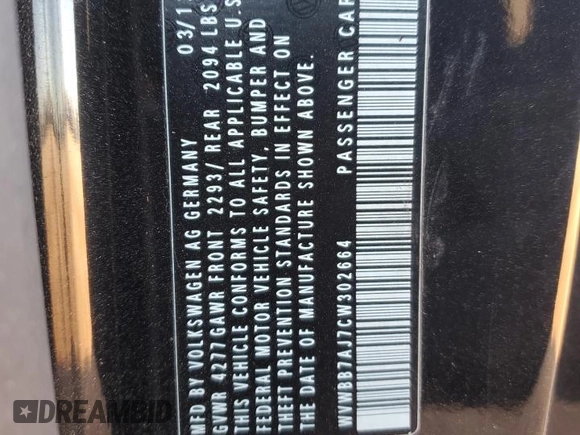 MFD BY VOLKSWAGEN AG GERMANY 03/1
GVWR 4277 GAWR FRONT 2293/ REAR 2094 LBS
THIS VEHICLE CONFORMS TO ALL APPLICABLE U.S
FEDERAL MOTOR VEHICLE SAFETY, BUMPER AND
THEFT PREVENTION STANDARDS IN EFFECT ON
DATE OF MANUFACTURE SHOWN ABOVE.
WVWBB7AJ7CW302664 PASSENGER CAR
DREAMBID